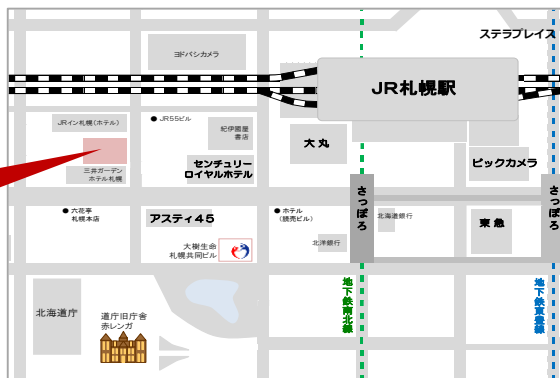 ステラプレイス
ヨドバシカメラ
JR札幌駅
JRイン札幌(ホテル)
● JR55ビル
紀伊國屋
書店
大丸
三井ガーデン
ホテル札幌
センチュリー
ロイヤルホテル
ビックカメラ
さっぽろ
さっぽろ
● 六花亭
札幌本店
アスティ45
● ホテル
(読売ビル)
北海道銀行
東急
大樹生命
札幌共同ビル
北洋銀行
地下鉄南北線
地下鉄東豊線
北海道庁
道庁旧庁舎
赤レンガ